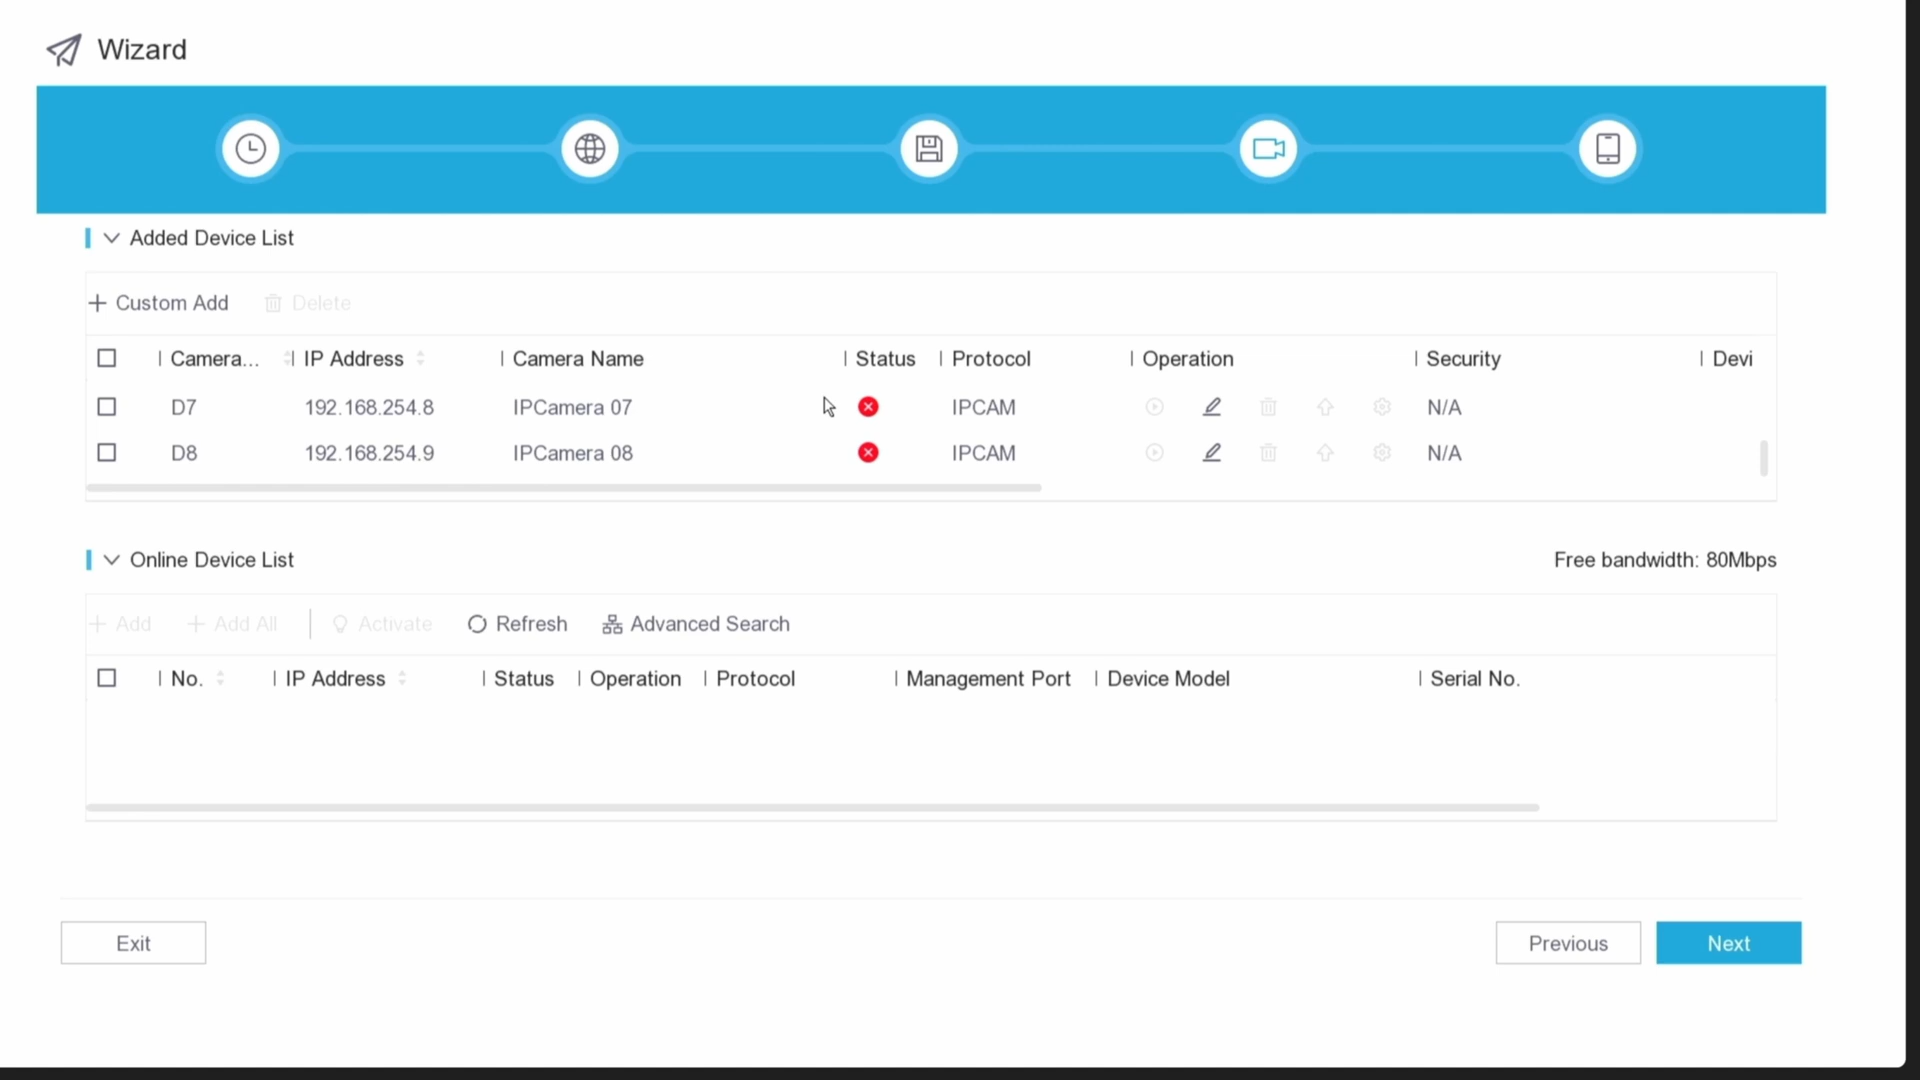 Wizard
Added Device List
Custom Add Delete
Camera... IP Address Camera Name Status Protocol Operation Security Devi
D7 192.168.254.8 IPCamera 07 IPCAM N/A
D8 192.168.254.9 IPCamera 08 IPCAM N/A
Online Device List Free bandwidth: 80Mbps
Add Add All Activate Refresh Advanced Search
No. IP Address Status Operation Protocol Management Port Device Model Serial No.
Exit Previous Next